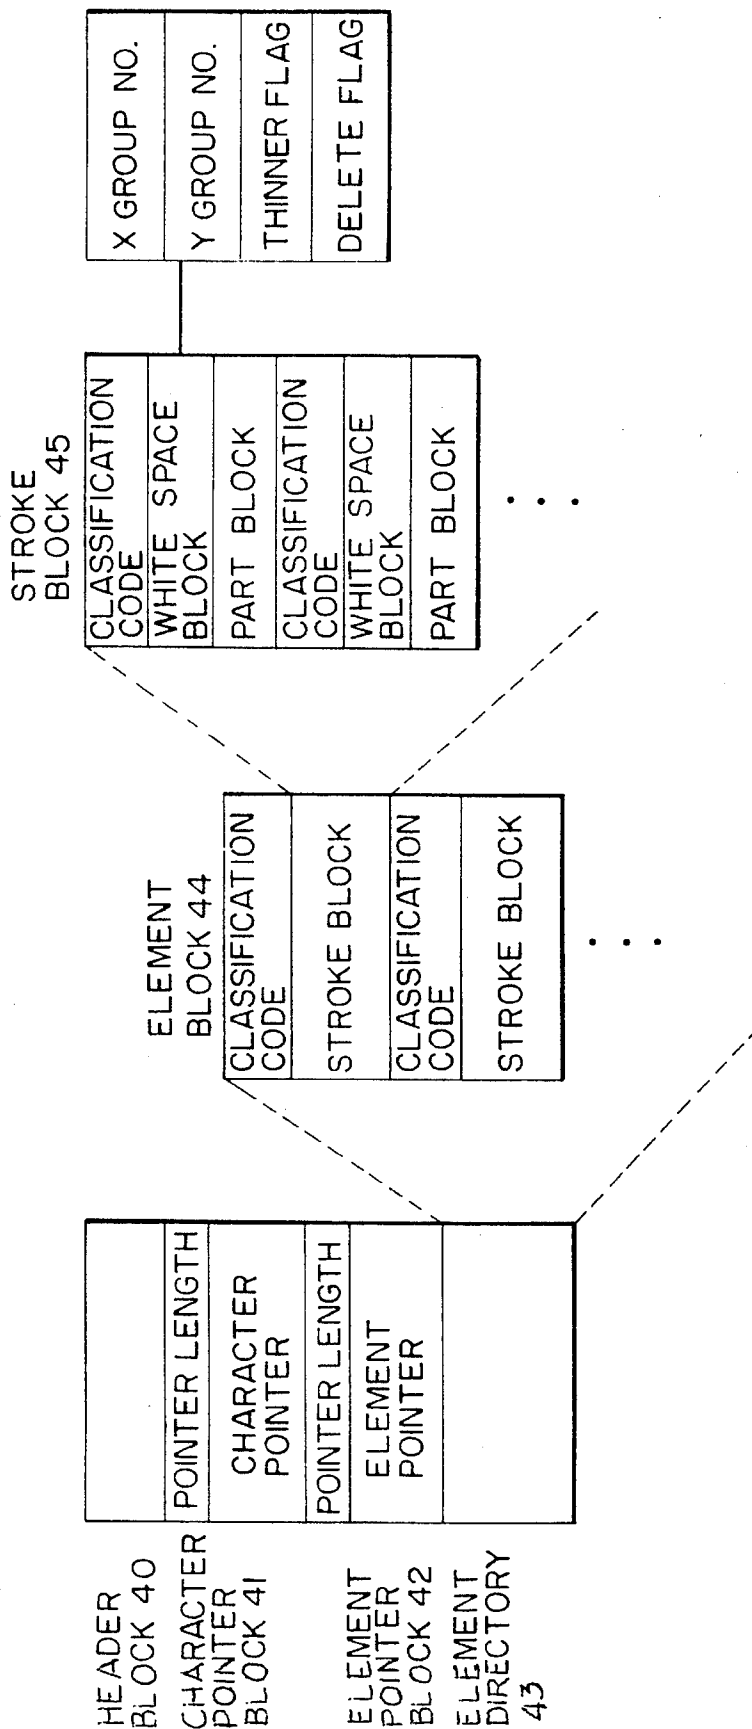 HEADER
BLOCK 40
CHARACTER
POINTER
BLOCK 41
ELEMENT
POINTER
BLOCK 42
ELEMENT
DIRECTORY
43
POINTER LENGTH
CHARACTER
POINTER
POINTER LENGTH
ELEMENT
POINTER
ELEMENT
BLOCK 44
CLASSIFICATION
CODE
STROKE BLOCK
CLASSIFICATION
CODE
STROKE BLOCK
STROKE
BLOCK 45
CLASSIFICATION
CODE
WHITE SPACE
BLOCK
PART BLOCK
CLASSIFICATION
CODE
WHITE SPACE
BLOCK
PART BLOCK
X GROUP NO.
Y GROUP NO.
THINNER FLAG
DELETE FLAG